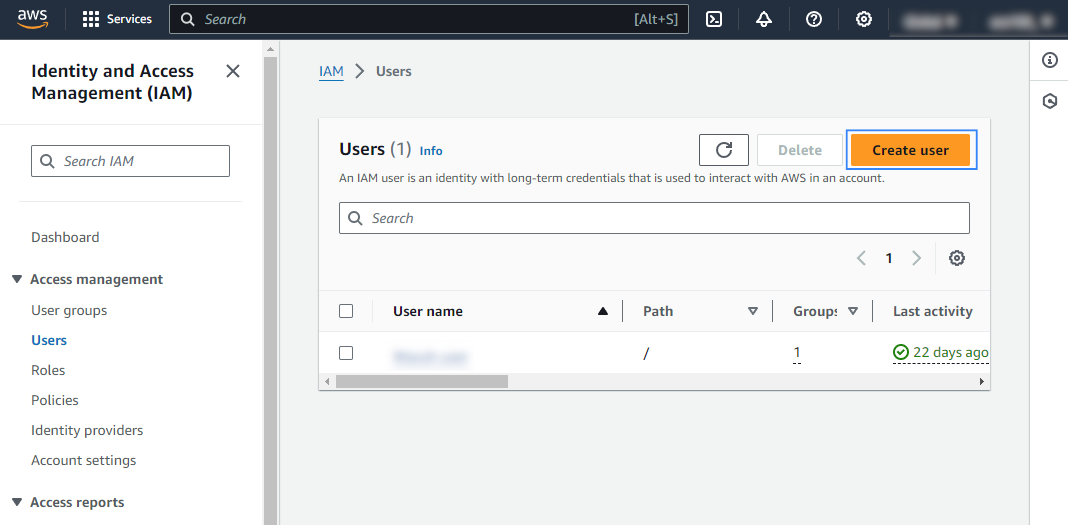 aws Services Search [Alt+S]
Identity and Access
Management (IAM)
Search IAM
Dashboard
Access management
User groups
Users
Roles
Policies
Identity providers
Account settings
Access reports
IAM Users
Users (1) Info
Delete Create user
An IAM user is an identity with long-term credentials that is used to interact with AWS in an account.
Search
1
User name Path Groups Last activity
/ 1 22 days ago